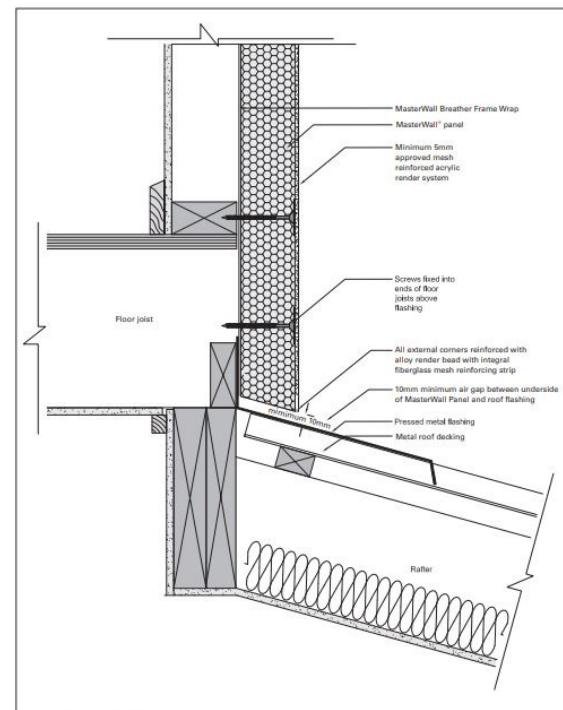 MasterWall Breather Frame Wrap
MasterWall® panel
Minimum 5mm
approved mesh
reinforced acrylic
render system
Screws fixed into
ends of floor
joists above
flashing
Floor joist
All external corners reinforced with
alloy render bead with integral
fiberglass mesh reinforcing strip
10mm minimum air gap between underside
of MasterWall Panel and roof flashing
mimimum 10mm
Pressed metal flashing
Metal roof decking
Rafter